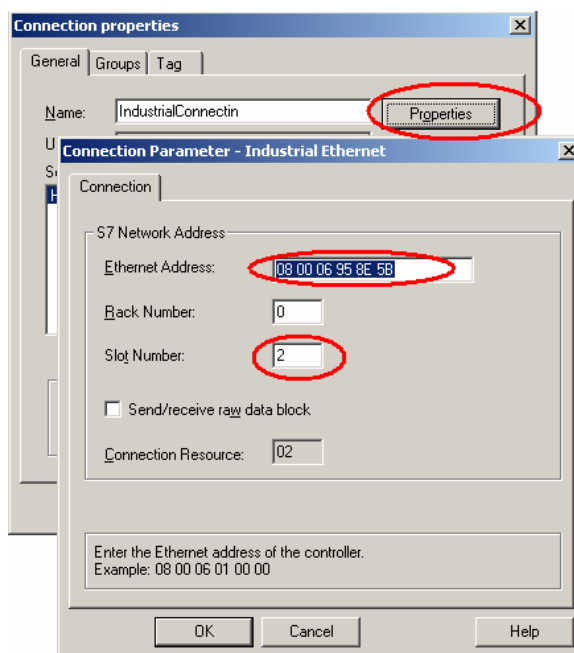 Connection properties
General Groups Tag
Name: IndustrialConnectin Properties
U
Connection Parameter - Industrial Ethernet
S
Connection
H
S7 Network Address
Ethernet Address: 08 00 06 95 8E 5B
Rack Number: 0
Slot Number: 2
Send/receive raw data block
Connection Resource: 02
Enter the Ethernet address of the controller.
Example: 08 00 06 01 00 00
OK Cancel Help